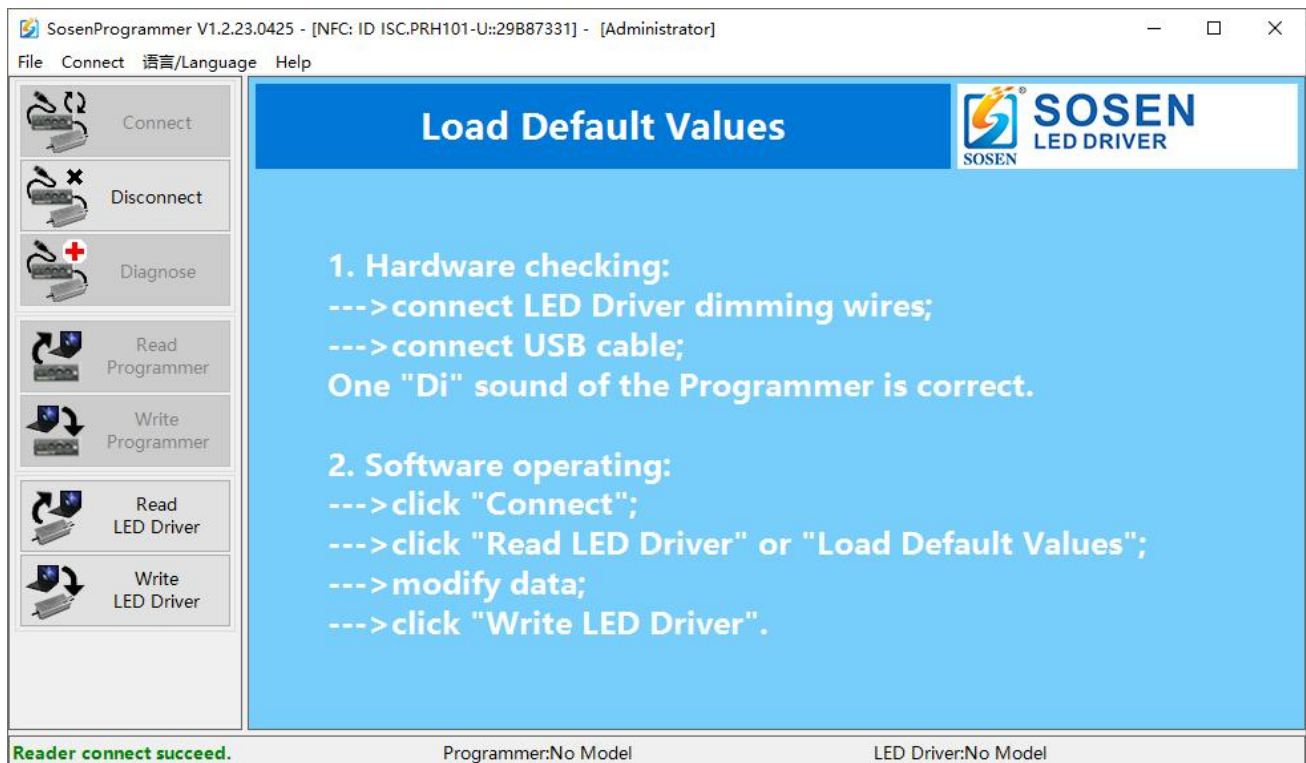 SosenProgrammer V1.2.23.0425 - [NFC: ID ISC.PRH101-U::29B87331] - [Administrator]
File Connect 语言/Language Help
Connect
Disconnect
Diagnose
Read
Programmer
Write
Programmer
Read
LED Driver
Write
LED Driver
Load Default Values
SOSEN
SOSEN
LED DRIVER
1. Hardware checking:
--->connect LED Driver dimming wires;
--->connect USB cable;
One "Di" sound of the Programmer is correct.
2. Software operating:
--->click "Connect";
--->click "Read LED Driver" or "Load Default Values";
--->modify data;
--->click "Write LED Driver".
Reader connect succeed.
Programmer:No Model
LED Driver:No Model